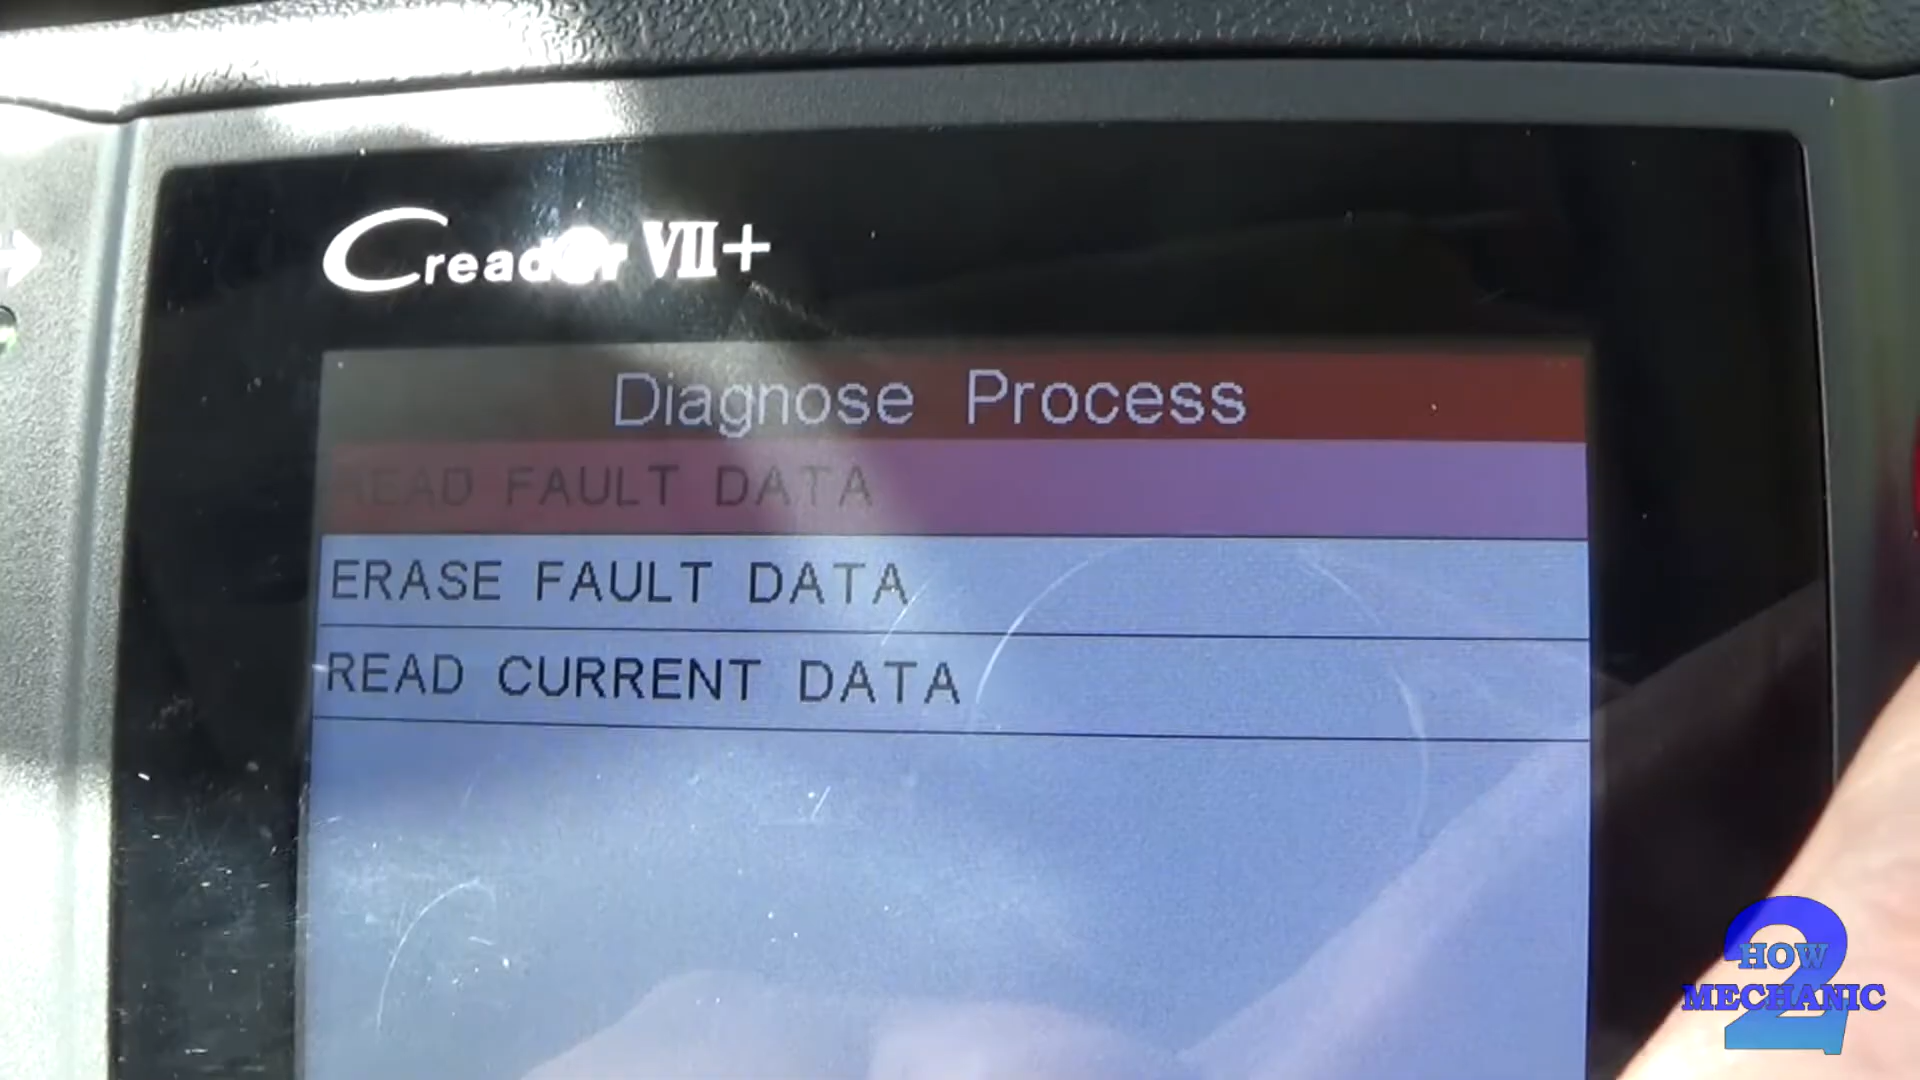 Creader VII+
Diagnose Process
READ FAULT DATA
ERASE FAULT DATA
READ CURRENT DATA
HOW
2
MECHANIC